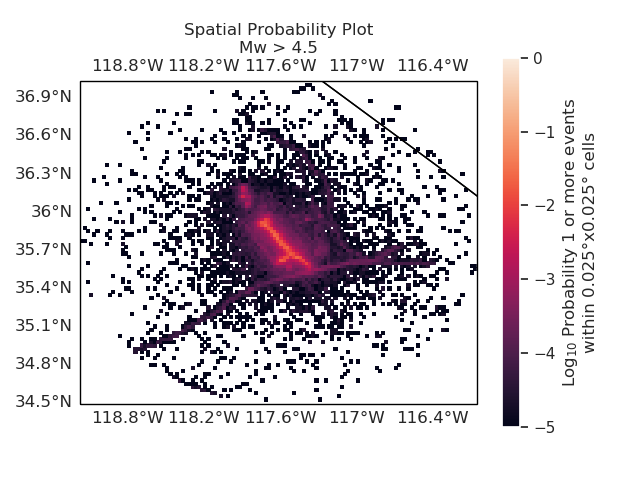 Spatial Probability Plot
Mw > 4.5
118.8°W 118.2°W 117.6°W 117°W 116.4°W
36.9°N
36.6°N
36.3°N
36°N
35.7°N
35.4°N
35.1°N
34.8°N
34.5°N
118.8°W 118.2°W 117.6°W 117°W 116.4°W
0
−1
−2
−3
−4
−5
Log₁₀ Probability 1 or more events
within 0.025°x0.025° cells